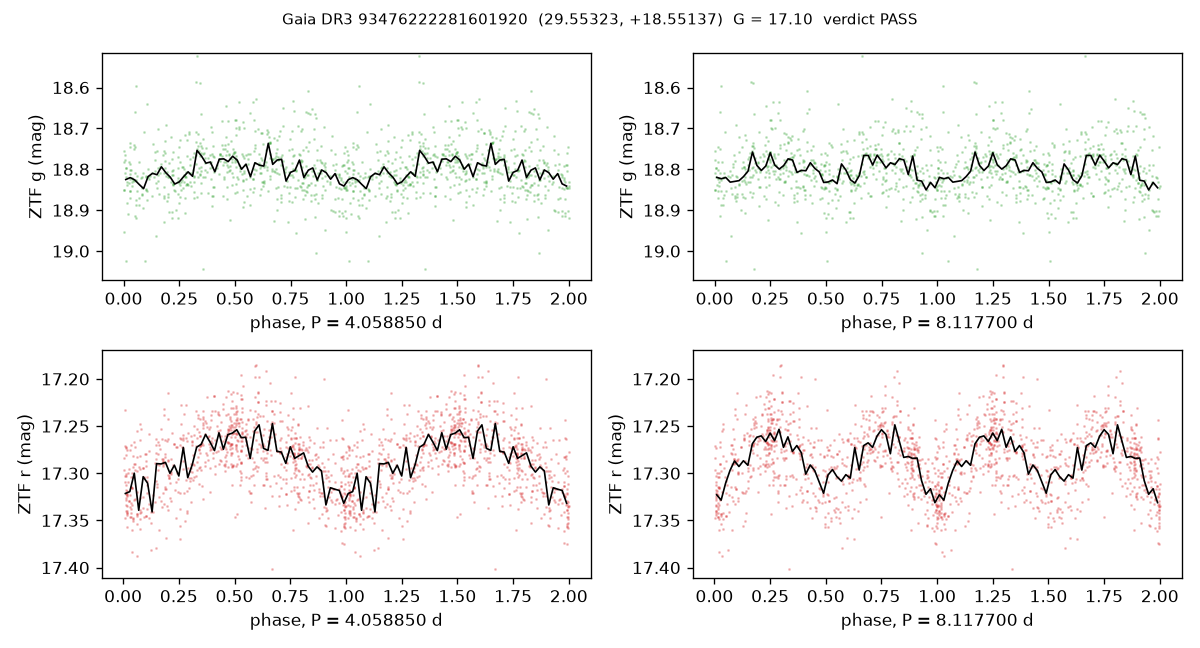 Gaia DR3 93476222281601920  (29.55323, +18.55137)  G = 17.10  verdict PASS
ZTF g (mag)
18.6
18.7
18.8
18.9
19.0
0.00 0.25 0.50 0.75 1.00 1.25 1.50 1.75 2.00
phase, P = 4.058850 d
ZTF g (mag)
18.6
18.7
18.8
18.9
19.0
0.00 0.25 0.50 0.75 1.00 1.25 1.50 1.75 2.00
phase, P = 8.117700 d
ZTF r (mag)
17.20
17.25
17.30
17.35
17.40
0.00 0.25 0.50 0.75 1.00 1.25 1.50 1.75 2.00
phase, P = 4.058850 d
ZTF r (mag)
17.20
17.25
17.30
17.35
17.40
0.00 0.25 0.50 0.75 1.00 1.25 1.50 1.75 2.00
phase, P = 8.117700 d